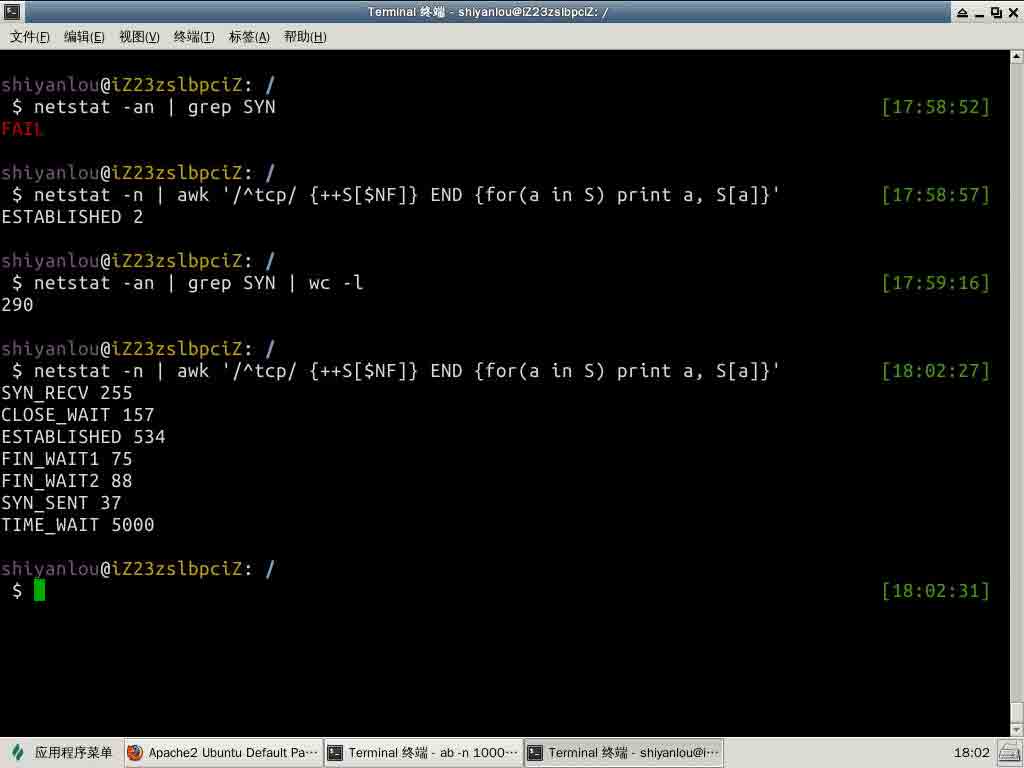 Terminal 终端 - shiyanlou@iZ23zslbpciZ: /
文件(F) 编辑(E) 视图(V) 终端(T) 标签(A) 帮助(H)
shiyanlou@iZ23zslbpciZ: /
$ netstat -an | grep SYN [17:58:52]
FAIL
shiyanlou@iZ23zslbpciZ: /
$ netstat -n | awk '/^tcp/ {++S[$NF]} END {for(a in S) print a, S[a]}' [17:58:57]
ESTABLISHED 2
shiyanlou@iZ23zslbpciZ: /
$ netstat -an | grep SYN | wc -l [17:59:16]
290
shiyanlou@iZ23zslbpciZ: /
$ netstat -n | awk '/^tcp/ {++S[$NF]} END {for(a in S) print a, S[a]}' [18:02:27]
SYN_RECV 255
CLOSE_WAIT 157
ESTABLISHED 534
FIN_WAIT1 75
FIN_WAIT2 88
SYN_SENT 37
TIME_WAIT 5000
shiyanlou@iZ23zslbpciZ: /
$ [18:02:31]
应用程序菜单 Apache2 Ubuntu Default Pa… Terminal 终端 - ab -n 1000… Terminal 终端 - shiyanlou@i… 18:02